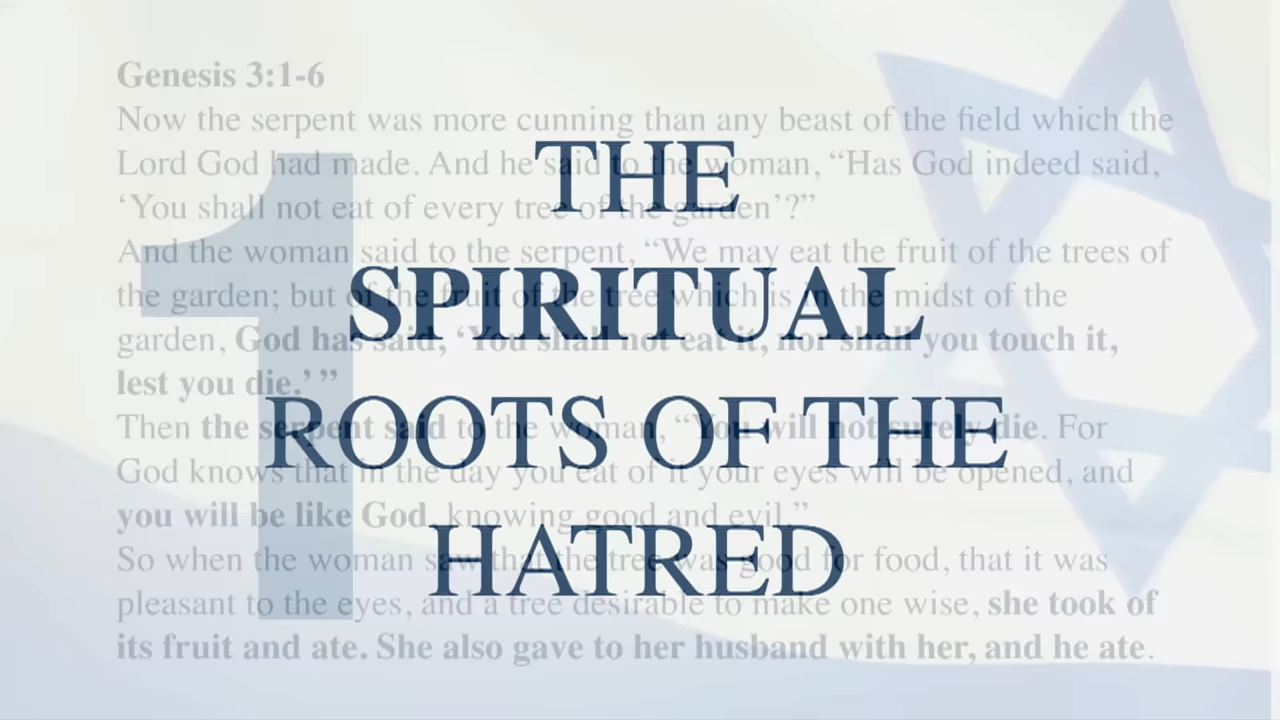 Genesis 3:1-6
Now the serpent was more cunning than any beast of the field which the
Lord God had made. And he said to the woman, “Has God indeed said,
‘You shall not eat of every tree of the garden’?”
And the woman said to the serpent, “We may eat the fruit of the trees of
the garden; but of the fruit of the tree which is in the midst of the
garden, God has said, ‘You shall not eat it, nor shall you touch it,
lest you die.’ ”
Then the serpent said to the woman, “You will not surely die. For
God knows that in the day you eat of it your eyes will be opened, and
you will be like God, knowing good and evil.”
So when the woman saw that the tree was good for food, that it was
pleasant to the eyes, and a tree desirable to make one wise, she took of
its fruit and ate. She also gave to her husband with her, and he ate.
1
THE
SPIRITUAL
ROOTS OF THE
HATRED